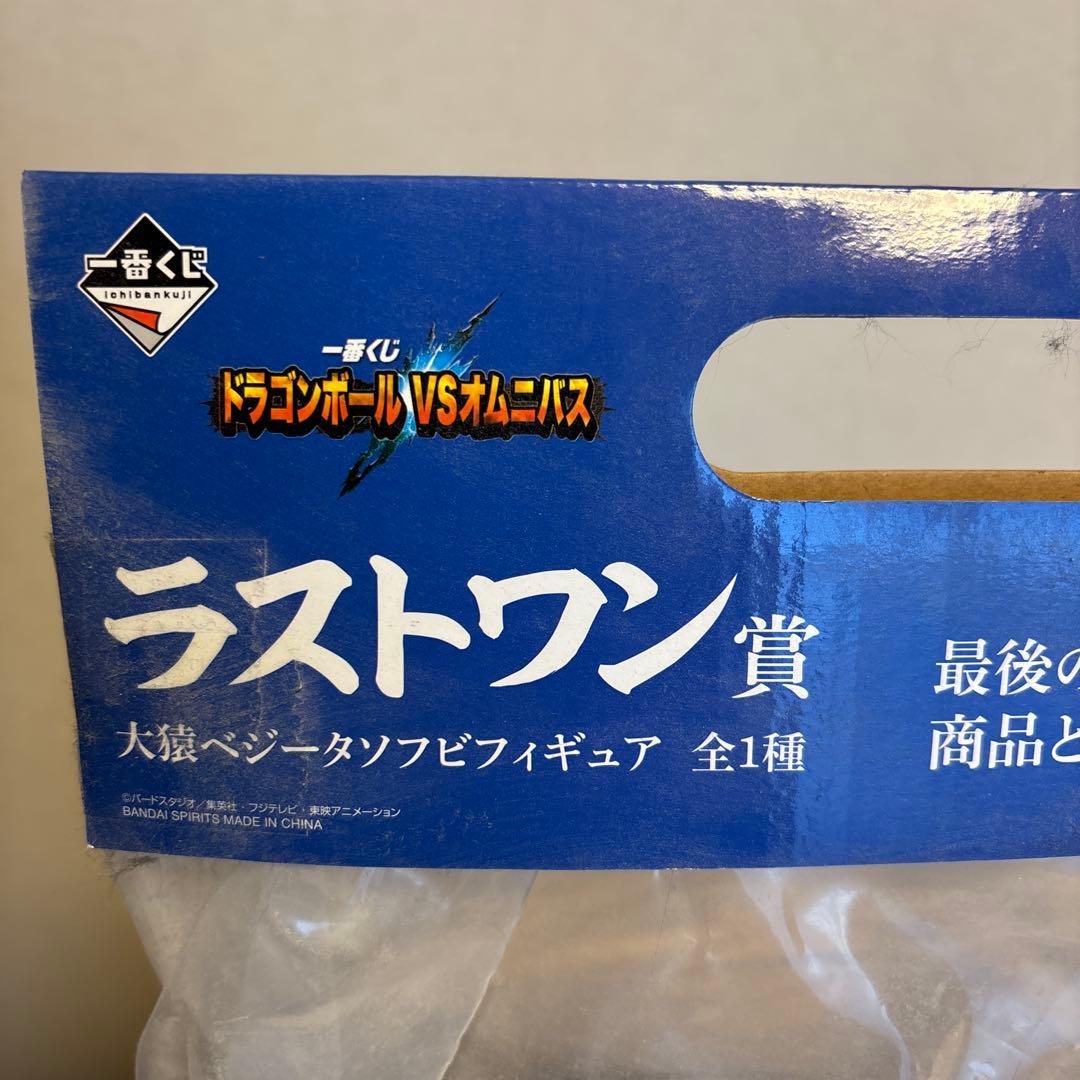 一番くじ
ichibankuji
一番くじ
ドラゴンボール VSオムニバス
ラストワン賞
大猿ベジータソフビフィギュア 全1種
最後の
商品と
©バードスタジオ／集英社・フジテレビ・東映アニメーション
BANDAI SPIRITS MADE IN CHINA